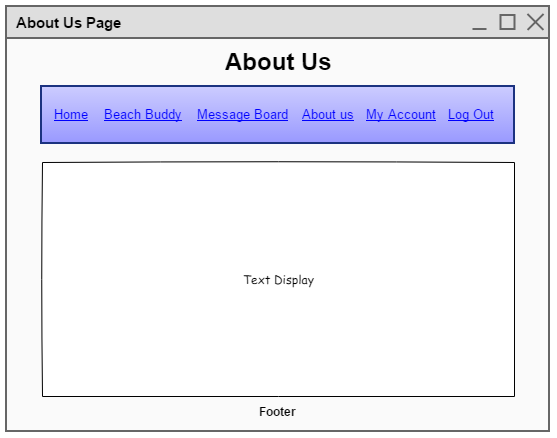 About Us Page
About Us
Home Beach Buddy Message Board About us My Account Log Out
Text Display
Footer